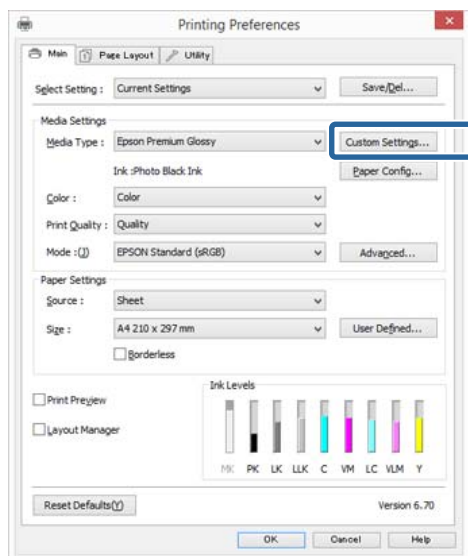 Printing Preferences
Main Page Layout Utility
Select Setting : Current Settings Save/Del...
Media Settings
Media Type : Epson Premium Glossy Custom Settings...
Ink :Photo Black Ink Paper Config...
Color : Color
Print Quality : Quality
Mode :(J) EPSON Standard (sRGB) Advanced...
Paper Settings
Source : Sheet
Size : A4 210 x 297 mm User Defined...
Borderless
Print Preview
Layout Manager
Ink Levels
MK PK LK LLK C VM LC VLM Y
Reset Defaults(Y) Version 6.70
OK Cancel Help